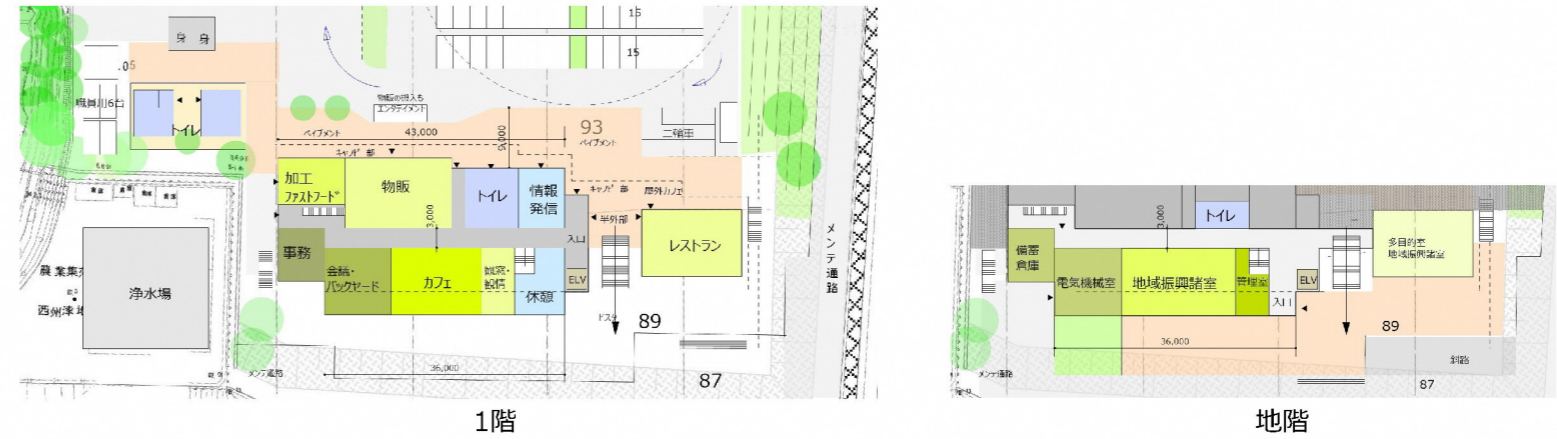 15
15
身 身
.05
職員用6台
トイレ
物販の搬入も
エンタテイメント
ペイブメント
43,000
9,000
93
ペイブメント
二輪車
キャノピ 部
加工
ファストフード
物販
トイレ
情報
発信
キャノピ 部
屋外カフェ
半外部
入口
レストラン
3,000
事務
会議・
バックヤード
カフェ
休憩
ELV
浄水場
メンテ通路
89
36,000
87
メンテ通路
1階
3,000
トイレ
備蓄
倉庫
電気機械室
地域振興諸室
管理室
ELV
入口
多目的室
地域振興諸室
36,000
89
斜路
87
メンテ通路
地階